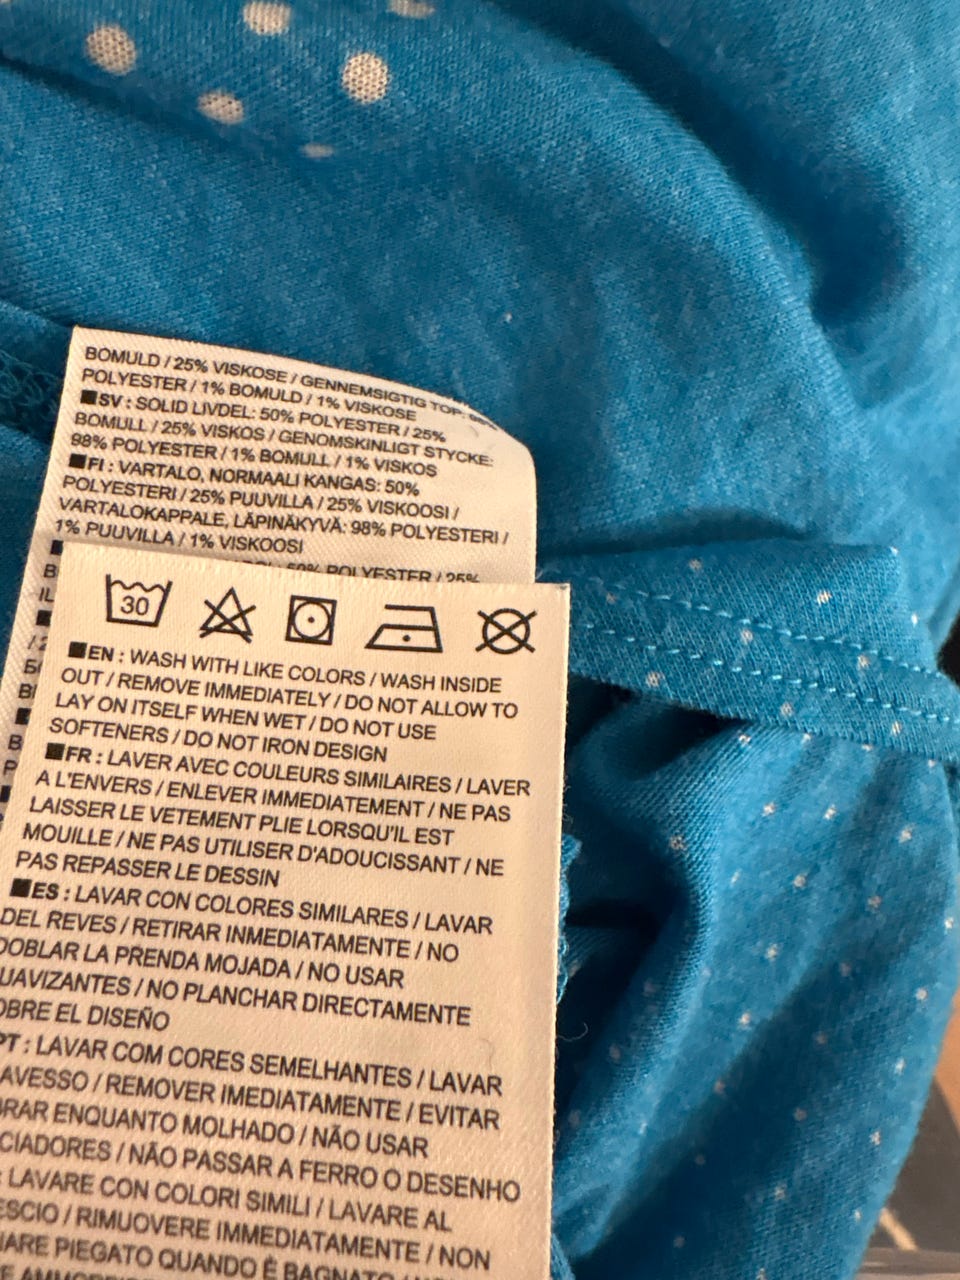 BOMULD / 25% VISKOSE / GENNEMSIGTIG TOP: 98%
POLYESTER / 1% BOMULD / 1% VISKOSE
SV : SOLID LIVDEL: 50% POLYESTER / 25%
BOMULL / 25% VISKOS / GENOMSKINLIGT STYCKE:
98% POLYESTER / 1% BOMULL / 1% VISKOS
FI : VARTALO, NORMAALI KANGAS: 50%
POLYESTERI / 25% PUUVILLA / 25% VISKOOSI /
VARTALOKAPPALE, LÄPINÄKYVÄ: 98% POLYESTERI /
1% PUUVILLA / 1% VISKOOSI
50% POLYESTER / 25%
30
EN : WASH WITH LIKE COLORS / WASH INSIDE
OUT / REMOVE IMMEDIATELY / DO NOT ALLOW TO
LAY ON ITSELF WHEN WET / DO NOT USE
SOFTENERS / DO NOT IRON DESIGN
FR : LAVER AVEC COULEURS SIMILAIRES / LAVER
A L'ENVERS / ENLEVER IMMEDIATEMENT / NE PAS
LAISSER LE VETEMENT PLIE LORSQU'IL EST
MOUILLE / NE PAS UTILISER D'ADOUCISSANT / NE
PAS REPASSER LE DESSIN
ES : LAVAR CON COLORES SIMILARES / LAVAR
DEL REVES / RETIRAR INMEDIATAMENTE / NO
DOBLAR LA PRENDA MOJADA / NO USAR
UAVIZANTES / NO PLANCHAR DIRECTAMENTE
OBRE EL DISEÑO
PT : LAVAR COM CORES SEMELHANTES / LAVAR
AVESSO / REMOVER IMEDIATAMENTE / EVITAR
BRAR ENQUANTO MOLHADO / NÃO USAR
CIADORES / NÃO PASSAR A FERRO O DESENHO
: LAVARE CON COLORI SIMILI / LAVARE AL
ESCIO / RIMUOVERE IMMEDIATAMENTE / NON
IARE PIEGATO QUANDO È BAGNATO /